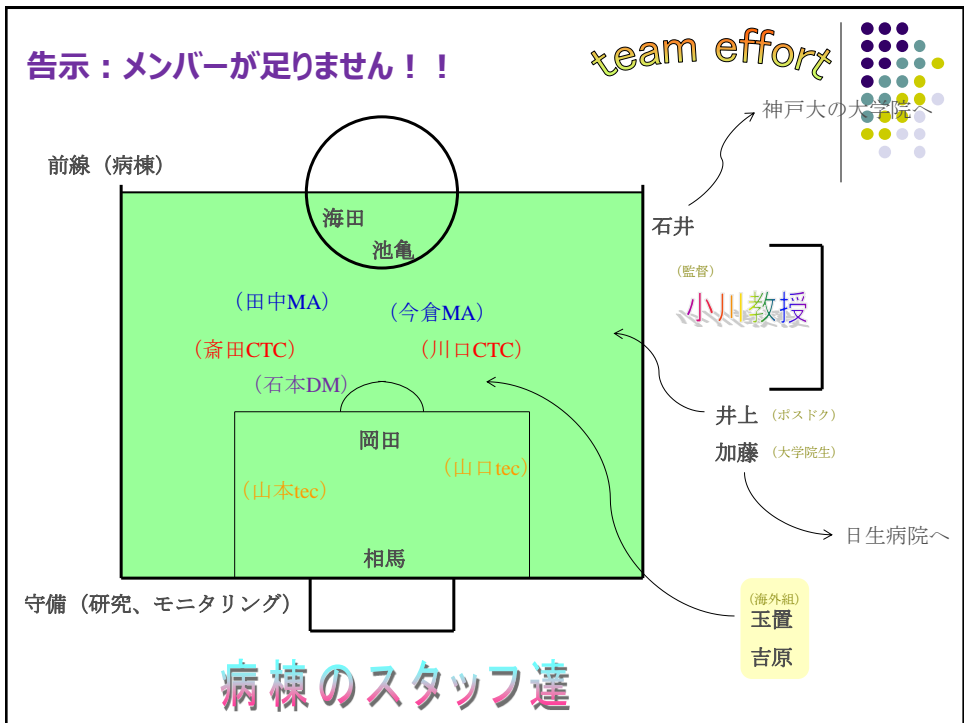 告示：メンバーが足りません！！
team effort
神戸大の大学院へ
前線（病棟）
海田
石井
池亀
（監督）
小川教授
（田中MA）
（今倉MA）
（斎田CTC）
（川口CTC）
（石本DM）
井上（ポスドク）
岡田
加藤（大学院生）
（山口tec）
（山本tec）
日生病院へ
相馬
守備（研究、モニタリング）
（海外組）
玉置
吉原
病棟のスタッフ達